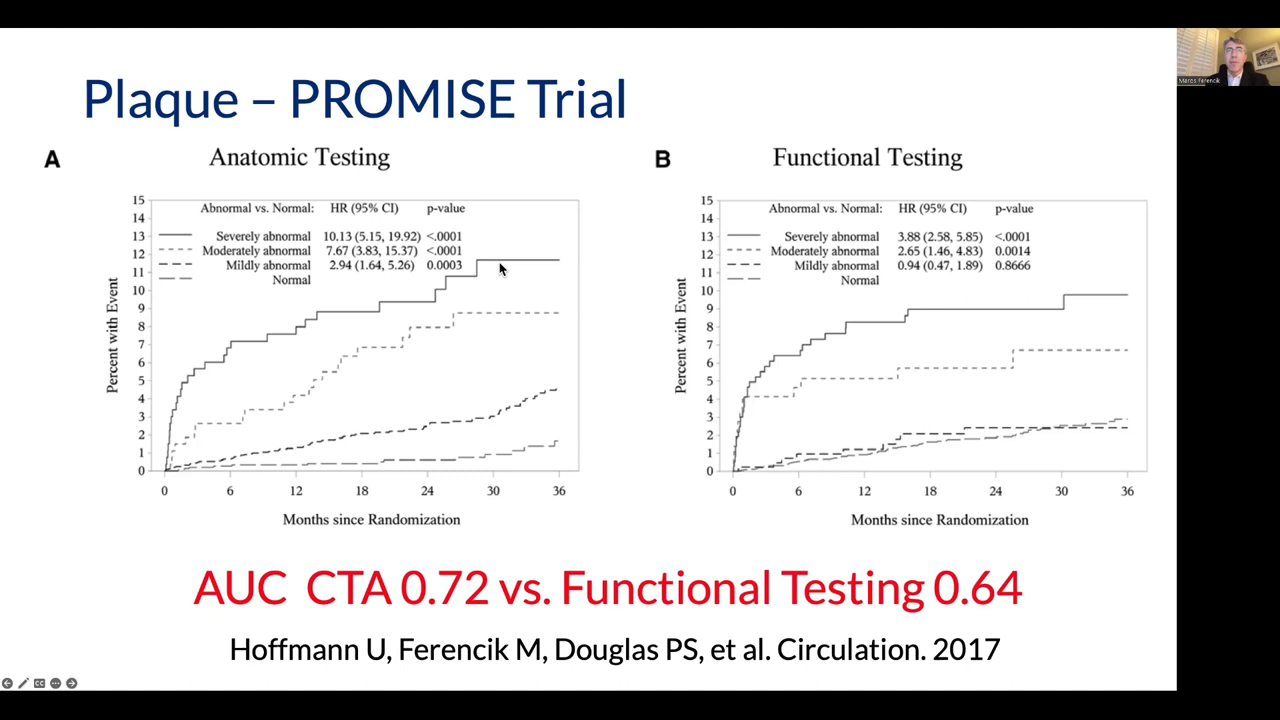 Plaque – PROMISE Trial
A
Anatomic Testing
Percent with Event
15
14
13
12
11
10
9
8
7
6
5
4
3
2
1
0
Abnormal vs. Normal: HR (95% CI) p-value
Severely abnormal 10.13 (5.15, 19.92) <.0001
Moderately abnormal 7.67 (3.83, 15.37) <.0001
Mildly abnormal 2.94 (1.64, 5.26) 0.0003
Normal
0 6 12 18 24 30 36
Months since Randomization
B
Functional Testing
Percent with Event
15
14
13
12
11
10
9
8
7
6
5
4
3
2
1
0
Abnormal vs. Normal: HR (95% CI) p-value
Severely abnormal 3.88 (2.58, 5.85) <.0001
Moderately abnormal 2.65 (1.46, 4.83) 0.0014
Mildly abnormal 0.94 (0.47, 1.89) 0.8666
Normal
0 6 12 18 24 30 36
Months since Randomization
AUC CTA 0.72 vs. Functional Testing 0.64
Hoffmann U, Ferencik M, Douglas PS, et al. Circulation. 2017
Maros Ferencik